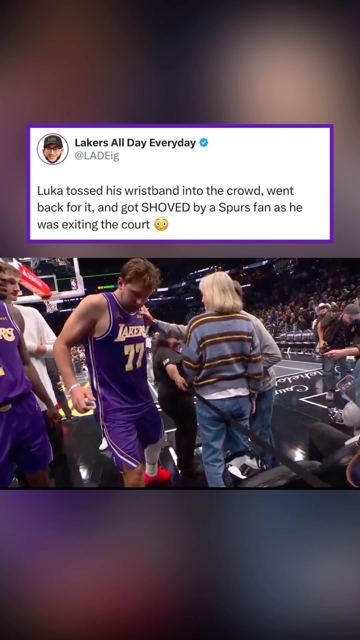 Lakers All Day Everyday
@LADEig
Luka tossed his wristband into the crowd, went
back for it, and got SHOVED by a Spurs fan as he
was exiting the court 😳
LAKERS
77